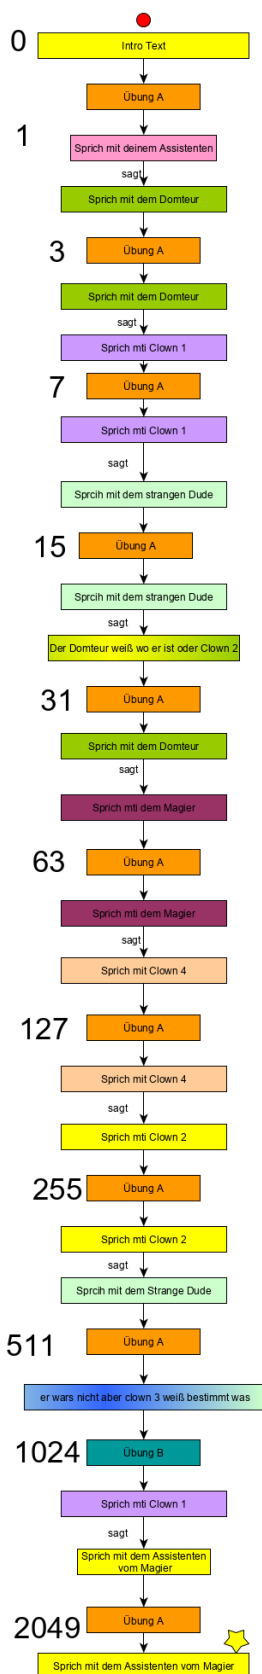 0
Intro Text
Übung A
1
Sprich mit deinem Assistenten
sagt
Sprich mit dem Domteur
3
Übung A
Sprich mit dem Domteur
sagt
Sprich mti Clown 1
7
Übung A
Sprich mti Clown 1
sagt
Sprcih mit dem strangen Dude
15
Übung A
Sprcih mit dem strangen Dude
sagt
Der Domteur weiß wo er ist oder Clown 2
31
Übung A
Sprich mit dem Domteur
sagt
Sprich mti dem Magier
63
Übung A
Sprich mti dem Magier
sagt
Sprich mit Clown 4
127
Übung A
Sprich mit Clown 4
sagt
Sprich mti Clown 2
255
Übung A
Sprich mti Clown 2
sagt
Sprcih mit dem Strange Dude
511
Übung A
er wars nicht aber clown 3 weiß bestimmt was
1024
Übung B
Sprich mti Clown 1
sagt
Sprich mit dem Assistenten
vom Magier
2049
Übung A
Sprich mit dem Assistenten vom Magier